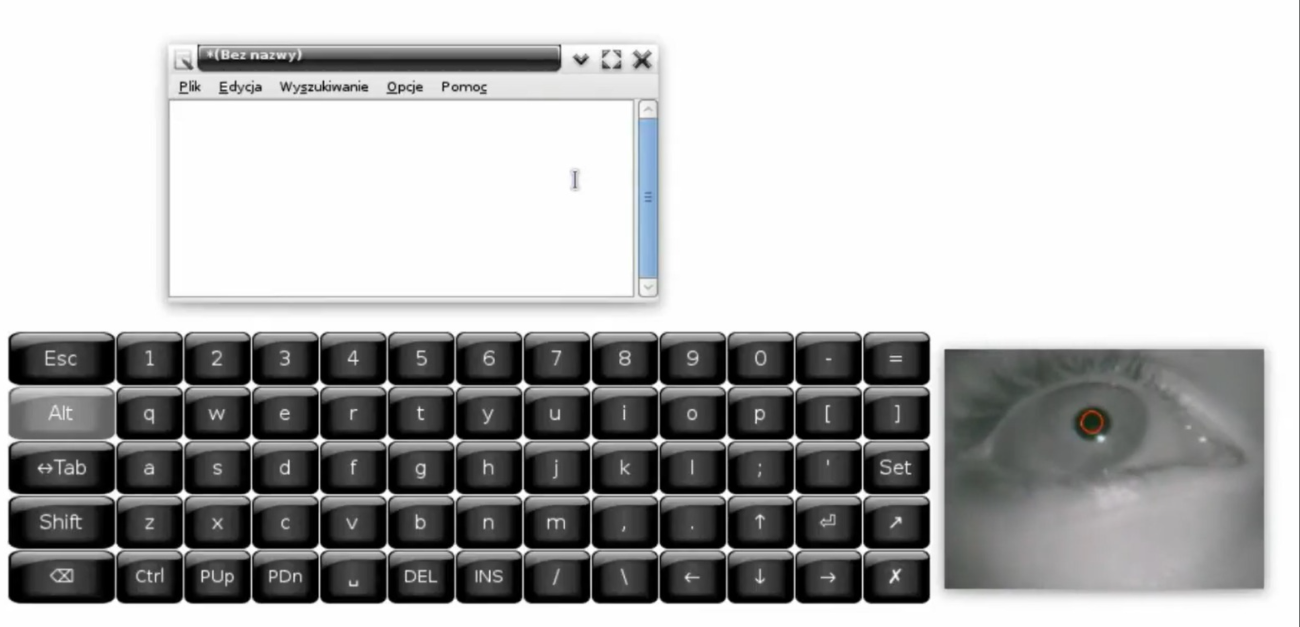 *(Bez nazwy)
Plik Edycja Wyszukiwanie Opcje Pomoc
Esc 1 2 3 4 5 6 7 8 9 0 - =
Alt q w e r t y u i o p [ ]
↔Tab a s d f g h j k l ; ' Set
Shift z x c v b n m , . ↑ ⏎ ↗
⌫ Ctrl PUp PDn ␣ DEL INS / \ ← ↓ → ✗